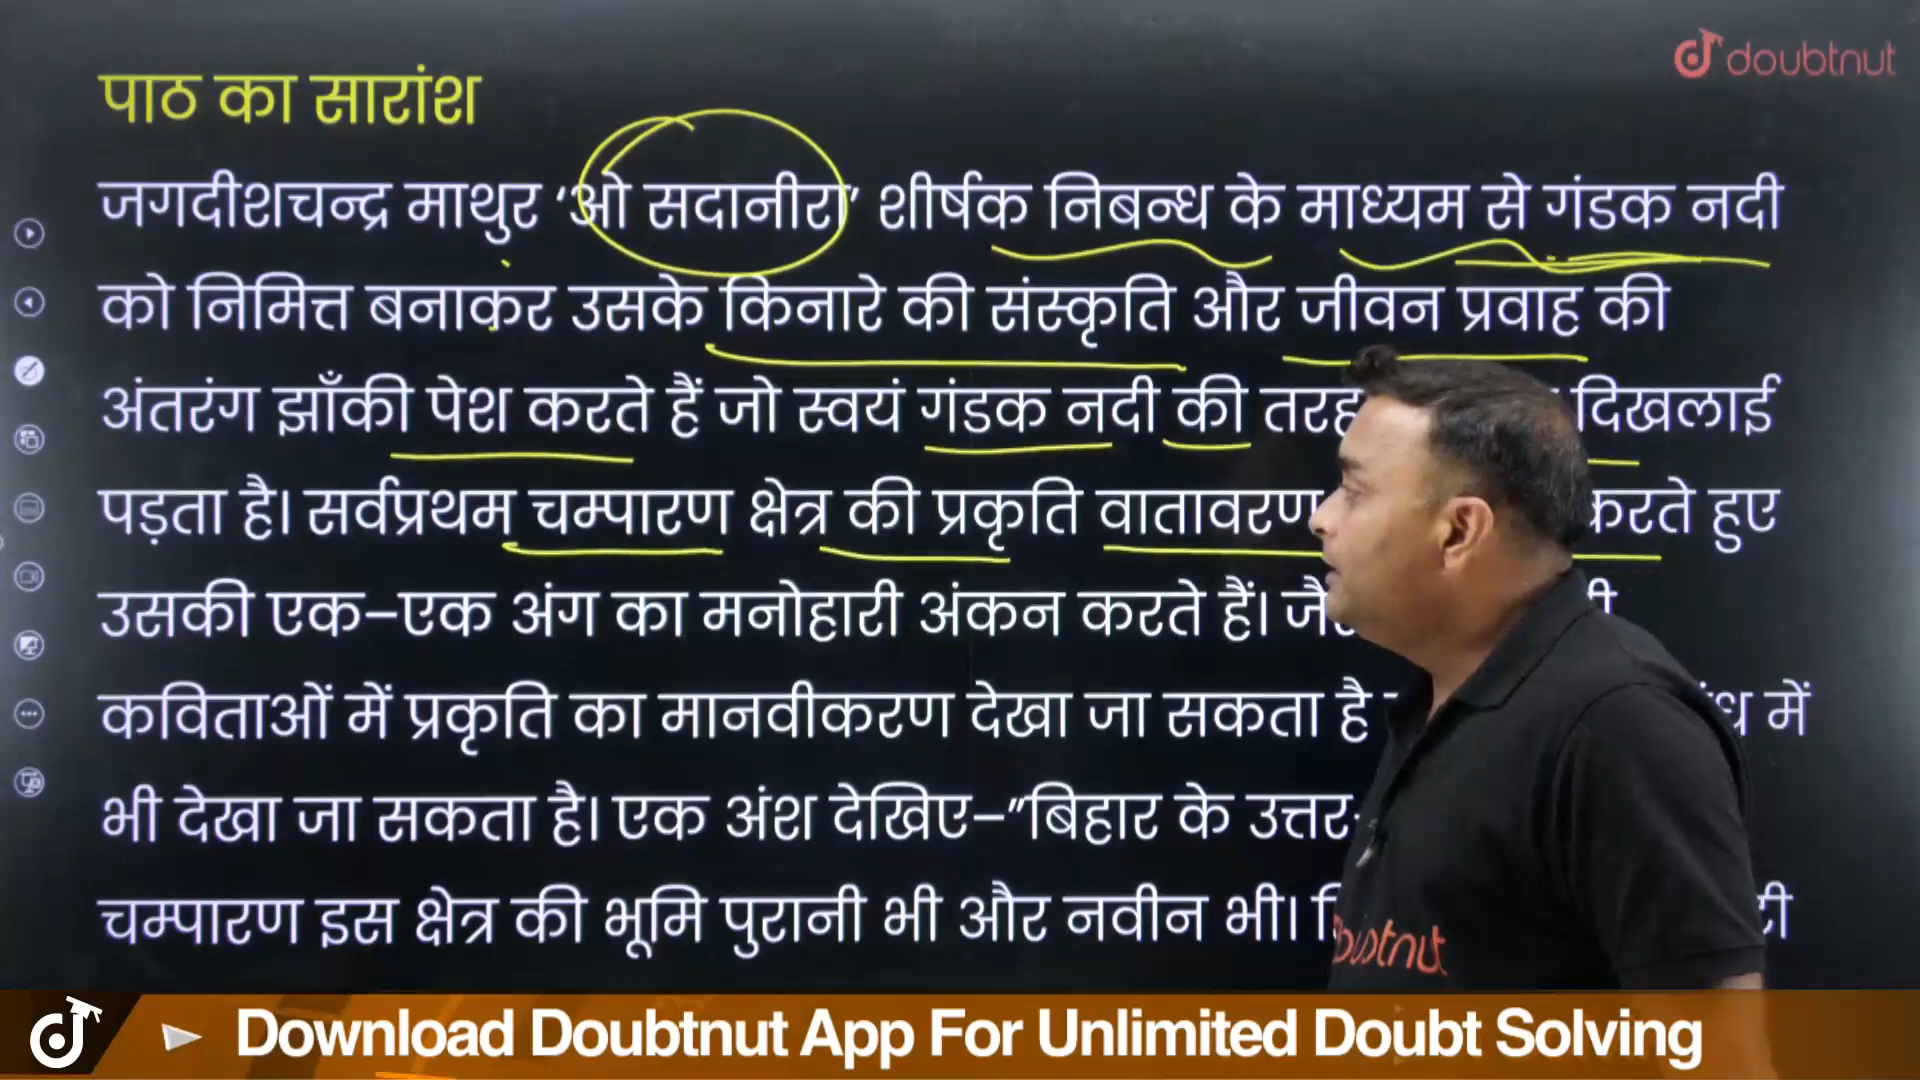 doubtnut
पाठ का सारांश
जगदीशचन्द्र माथुर ‘ओ सदानीरा’ शीर्षक निबन्ध के माध्यम से गंडक नदी
को निमित्त बनाकर उसके किनारे की संस्कृति और जीवन प्रवाह की
अंतरंग झाँकी पेश करते हैं जो स्वयं गंडक नदी की तरह दिखलाई
पड़ता है। सर्वप्रथम चम्पारण क्षेत्र की प्रकृति वातावरण करते हुए
उसकी एक–एक अंग का मनोहारी अंकन करते हैं।
कविताओं में प्रकृति का मानवीकरण देखा जा सकता है में
भी देखा जा सकता है। एक अंश देखिए–”बिहार के उत्तर-
चम्पारण इस क्षेत्र की भूमि पुरानी भी और नवीन भी।
doubtnut
Download Doubtnut App For Unlimited Doubt Solving